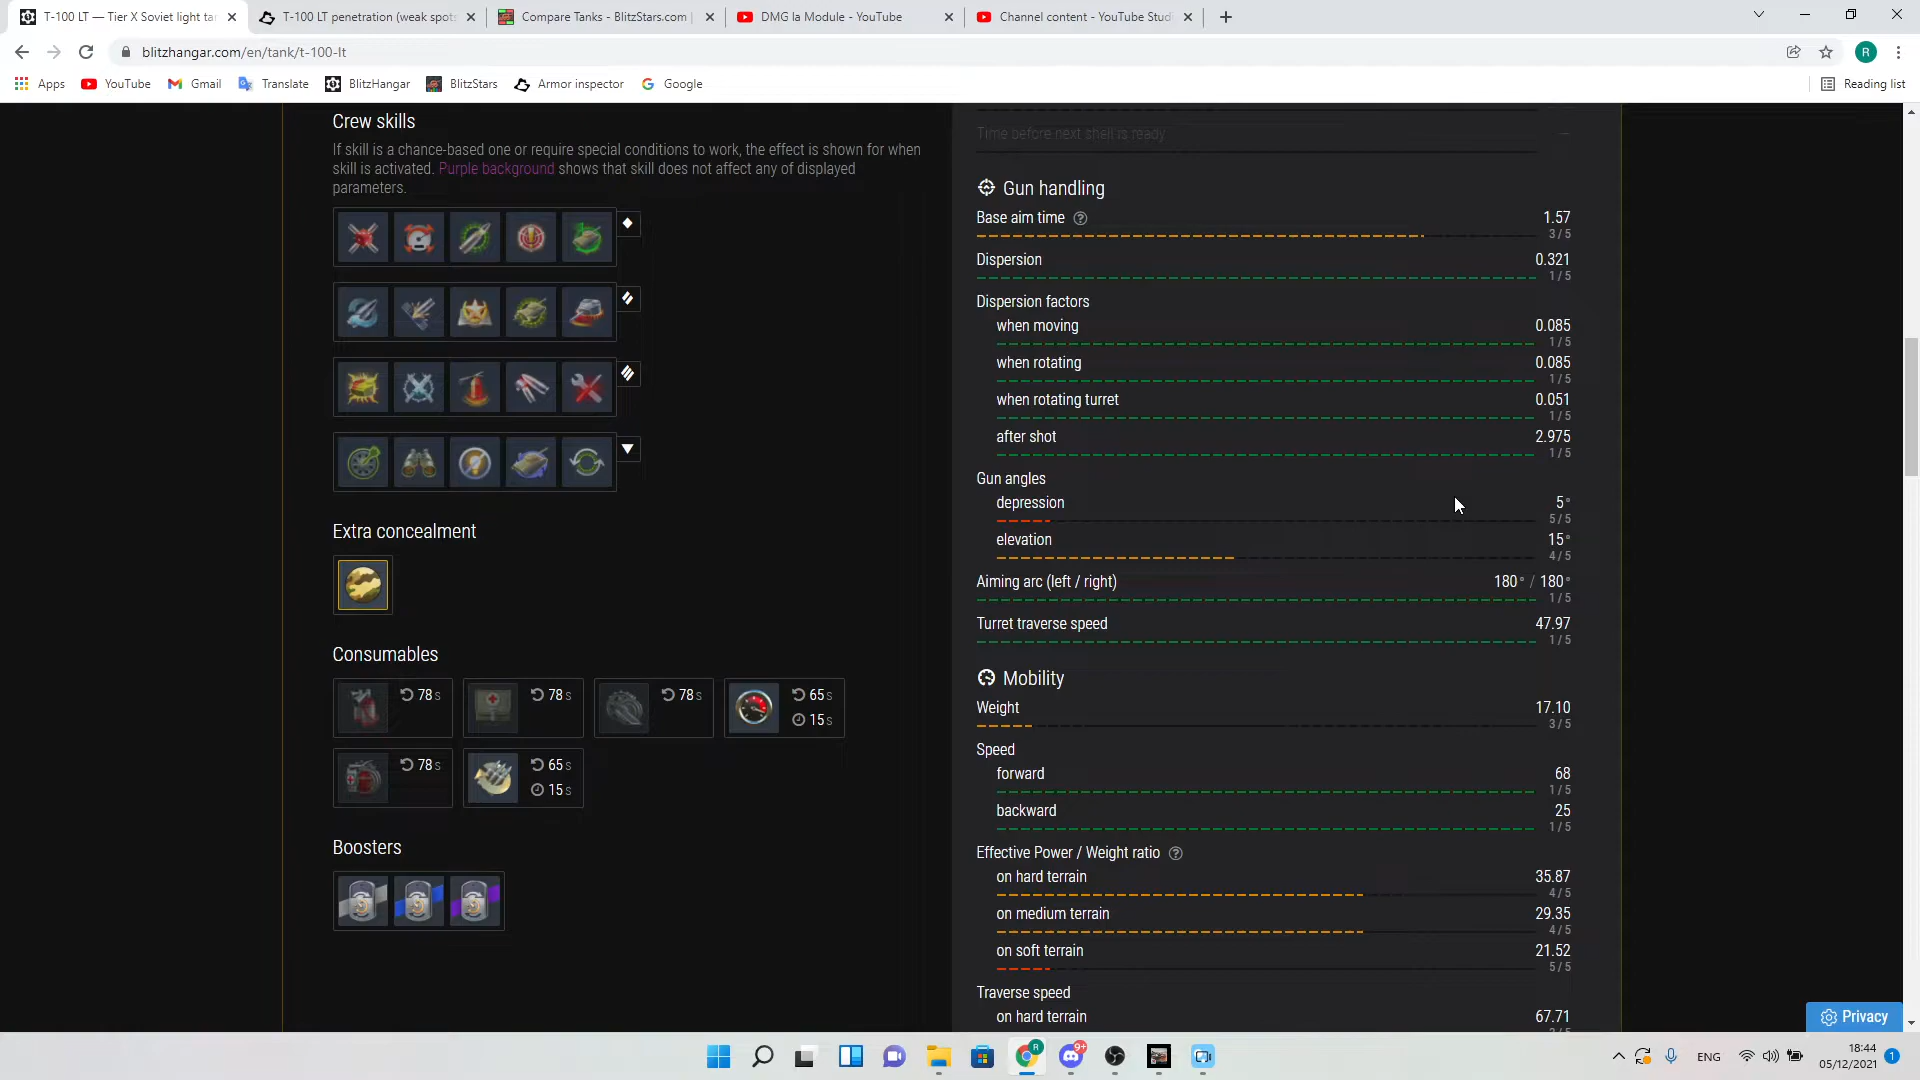 T-100 LT — Tier X Soviet light ta
T-100 LT penetration (weak spots
Compare Tanks - BlitzStars.com |
DMG la Module - YouTube
Channel content - YouTube Stud
blitzhangar.com/en/tank/t-100-lt
R
Apps
YouTube
Gmail
Translate
BlitzHangar
BlitzStars
Armor inspector
Google
Reading list
Crew skills
If skill is a chance-based one or require special conditions to work, the effect is shown for when
skill is activated. Purple background shows that skill does not affect any of displayed
parameters.
Extra concealment
Consumables
78 s
78 s
78 s
65 s
15 s
78 s
65 s
15 s
Boosters
Time before next shell is ready —
Gun handling
Base aim time ? 1.57
3 / 5
Dispersion 0.321
1 / 5
Dispersion factors
when moving 0.085
1 / 5
when rotating 0.085
1 / 5
when rotating turret 0.051
1 / 5
after shot 2.975
1 / 5
Gun angles
depression 5°
5 / 5
elevation 15°
4 / 5
Aiming arc (left / right) 180° / 180°
1 / 5
Turret traverse speed 47.97
1 / 5
Mobility
Weight 17.10
3 / 5
Speed
forward 68
1 / 5
backward 25
1 / 5
Effective Power / Weight ratio ?
on hard terrain 35.87
4 / 5
on medium terrain 29.35
4 / 5
on soft terrain 21.52
5 / 5
Traverse speed
on hard terrain 67.71
Privacy
R
9+
ENG
18:44
05/12/2021
1